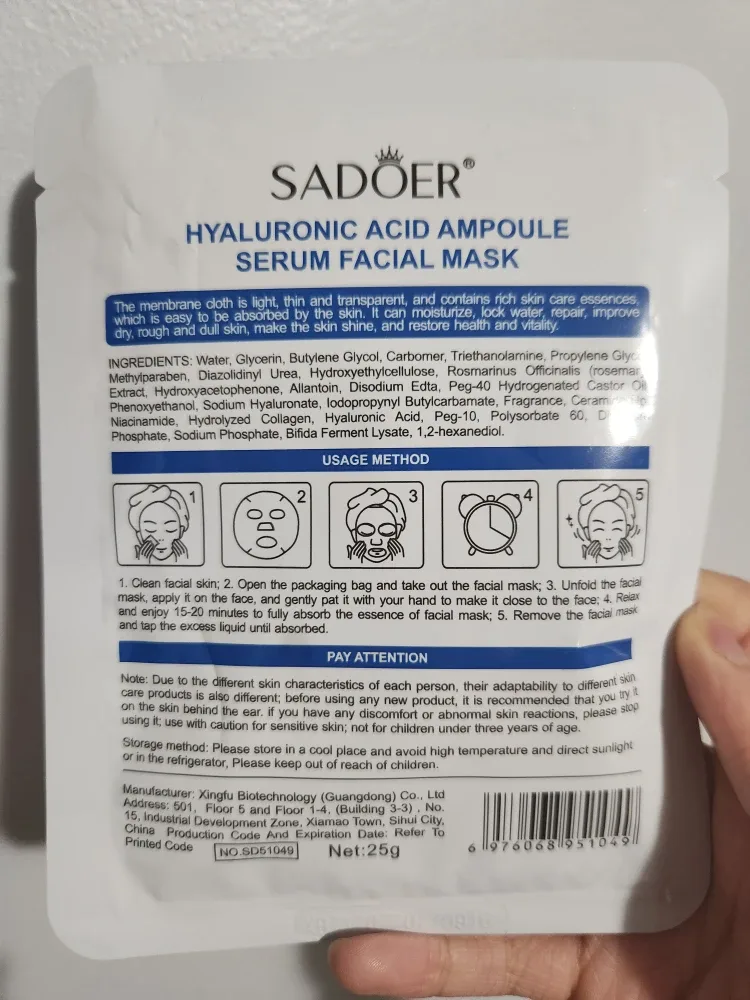 SADOER®
HYALURONIC ACID AMPOULE
SERUM FACIAL MASK
The membrane cloth is light, thin and transparent, and contains rich skin care essences,
which is easy to be absorbed by the skin. It can moisturize, lock water, repair, improve
dry, rough and dull skin, make the skin shine, and restore health and vitality.
INGREDIENTS: Water, Glycerin, Butylene Glycol, Carbomer, Triethanolamine, Propylene
Methylparaben, Diazolidinyl Urea, Hydroxyethylcellulose, Rosmarinus Officinalis
Extract, Hydroxyacetophenone, Allantoin, Disodium Edta, Peg-40 Hydrogenated Castor Oil
Phenoxyethanol, Sodium Hyaluronate, Iodopropynyl Butylcarbamate, Fragrance,
Niacinamide, Hydrolyzed Collagen, Hyaluronic Acid, Peg-10, Polysorbate 60,
Phosphate, Sodium Phosphate, Bifida Ferment Lysate, 1,2-hexanediol.
USAGE METHOD
1 2 3 4 5
1. Clean facial skin; 2. Open the packaging bag and take out the facial mask; 3. Unfold the facial
mask, apply it on the face, and gently pat it with your hand to make it close to the face; 4. Relax
and enjoy 15-20 minutes to fully absorb the essence of facial mask; 5. Remove the facial mask
and tap the excess liquid until absorbed.
PAY ATTENTION
Note: Due to the different skin characteristics of each person, their adaptability to different skin
care products is also different; before using any new product, it is recommended that you try it
on the skin behind the ear. if you have any discomfort or abnormal skin reactions, please stop
using it; use with caution for sensitive skin; not for children under three years of age.
Storage method: Please store in a cool place and avoid high temperature and direct sunlight
or in the refrigerator, Please keep out of reach of children.
Manufacturer: Xingfu Biotechnology (Guangdong) Co., Ltd
Address: 501, Floor 5 and Floor 1-4, (Building 3-3) , No.
15, Industrial Development Zone, Xiamao Town, Sihui City,
China Production Code And Expiration Date: Refer To
Printed Code
NO.SD51049
Net:25g
6 976068 951049